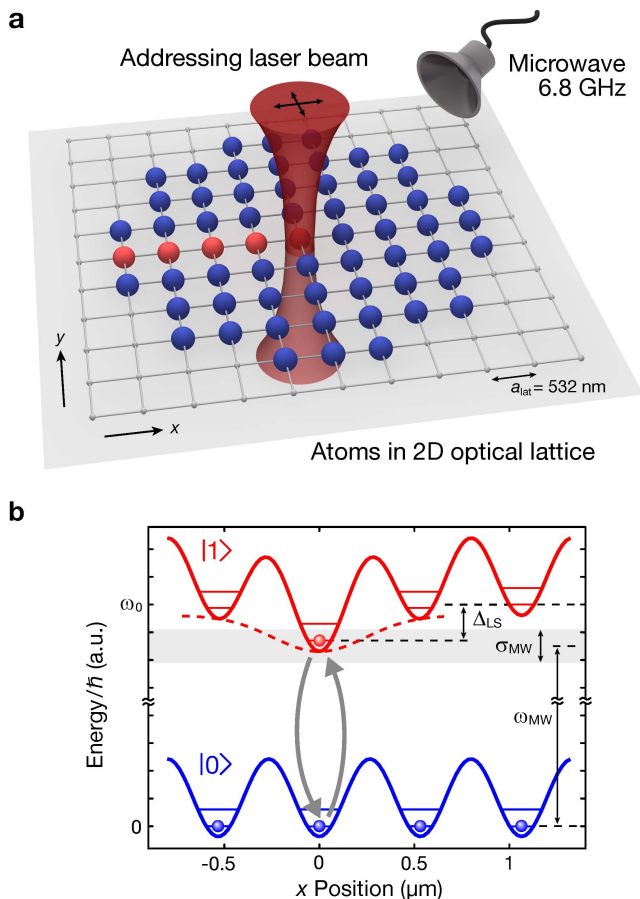 a
Addressing laser beam
Microwave
6.8 GHz
y
x
a_lat = 532 nm
Atoms in 2D optical lattice
b
|1⟩
ω₀
Δ_LS
σ_MW
ω_MW
Energy/ℏ (a.u.)
|0⟩
0
-0.5
0
0.5
1
x Position (μm)